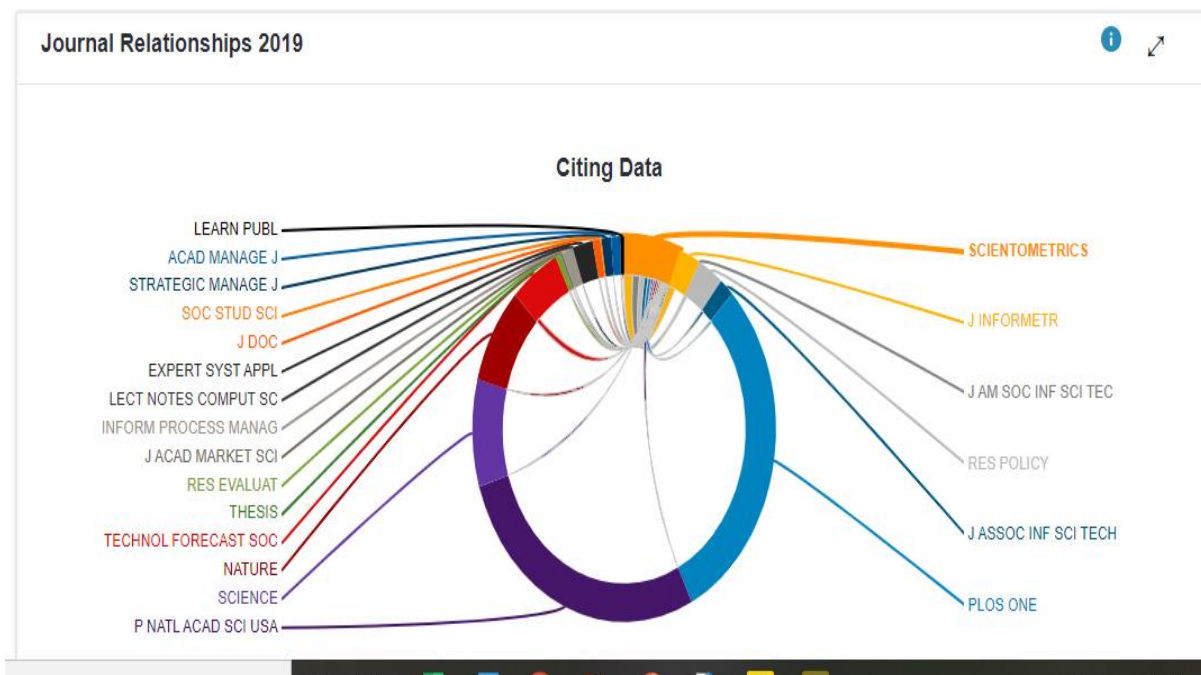 Journal Relationships 2019
i
Citing Data
LEARN PUBL
ACAD MANAGE J
STRATEGIC MANAGE J
SOC STUD SCI
J DOC
EXPERT SYST APPL
LECT NOTES COMPUT SC
INFORM PROCESS MANAG
J ACAD MARKET SCI
RES EVALUAT
THESIS
TECHNOL FORECAST SOC
NATURE
SCIENCE
P NATL ACAD SCI USA
SCIENTOMETRICS
J INFORMETR
J AM SOC INF SCI TEC
RES POLICY
J ASSOC INF SCI TECH
PLOS ONE